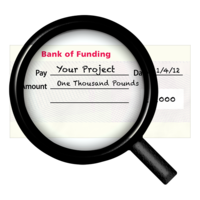 Bank of Funding
Pay Your Project Da 1/4/12
Amount One Thousand Pounds
000